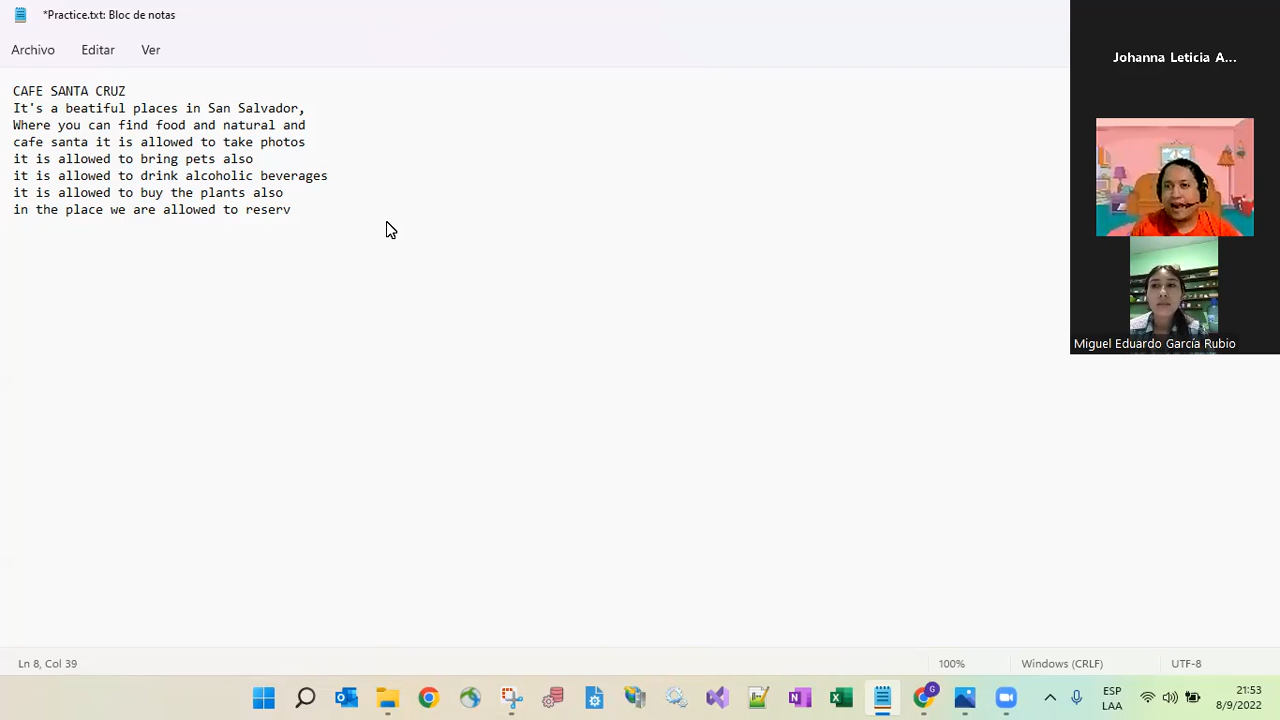 *Practice.txt: Bloc de notas
Archivo Editar Ver
CAFE SANTA CRUZ
It's a beatiful places in San Salvador,
Where you can find food and natural and
cafe santa it is allowed to take photos
it is allowed to bring pets also
it is allowed to drink alcoholic beverages
it is allowed to buy the plants also
in the place we are allowed to reserv
Johanna Leticia A...
Miguel Eduardo García Rubio
Ln 8, Col 39
100%
Windows (CRLF)
UTF-8
ESP
LAA
21:53
8/9/2022